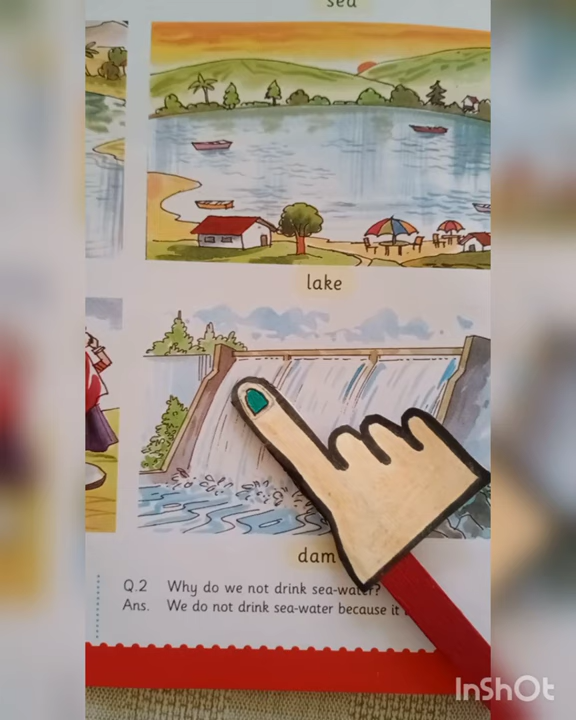 sea
lake
dam
Q.2 Why do we not drink sea-water?
Ans. We do not drink sea-water because it
InShOt